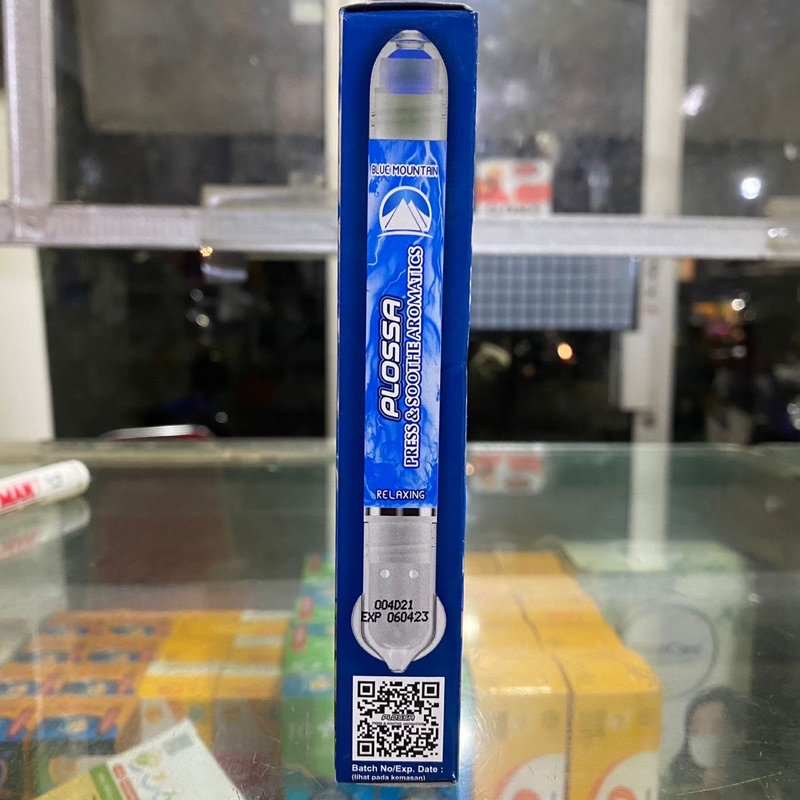 BLUE MOUNTAIN
PLOSSA
PRESS & SOOTHE AROMATICS
RELAXING
004D21
EXP 060423
PLOSSA
Batch No/Exp. Date :
(lihat pada kemasan)